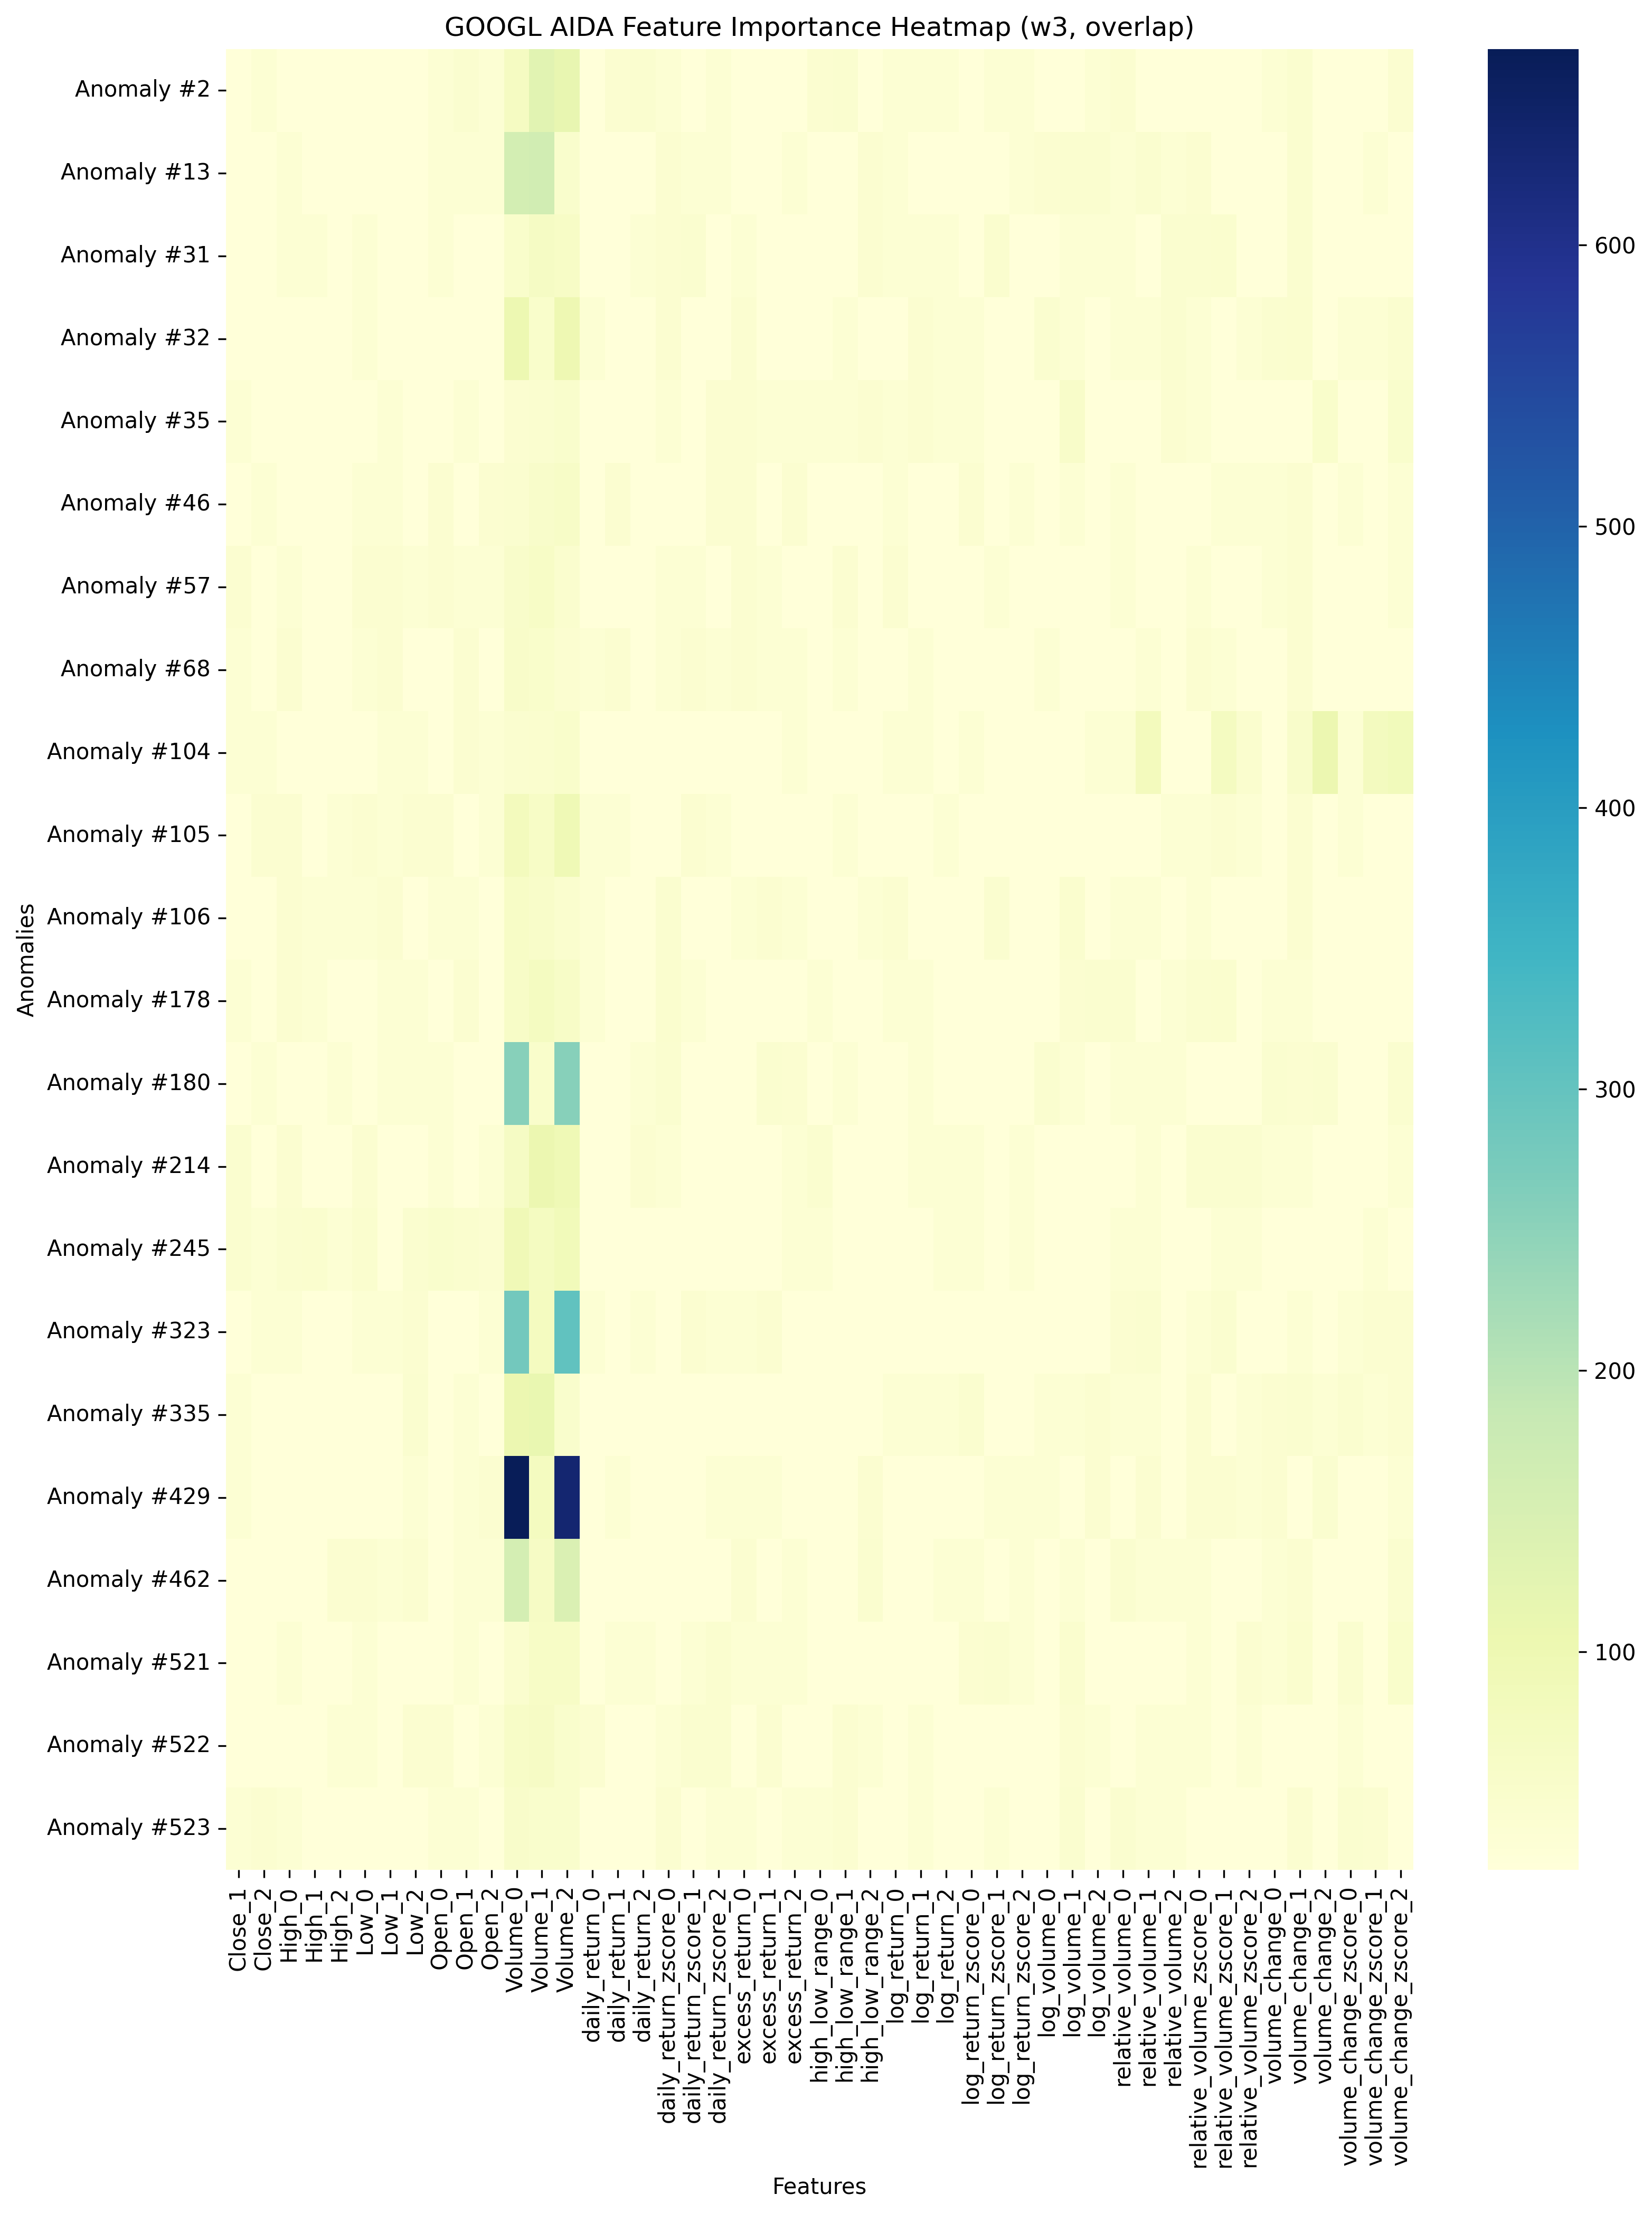 GOOGL AIDA Feature Importance Heatmap (w3, overlap)
Anomaly #2
Anomaly #13
Anomaly #31
Anomaly #32
Anomaly #35
Anomaly #46
Anomaly #57
Anomaly #68
Anomaly #104
Anomaly #105
Anomaly #106
Anomaly #178
Anomaly #180
Anomaly #214
Anomaly #245
Anomaly #323
Anomaly #335
Anomaly #429
Anomaly #462
Anomaly #521
Anomaly #522
Anomaly #523
Anomalies
Close_1
Close_2
High_0
High_1
High_2
Low_0
Low_1
Low_2
Open_0
Open_1
Open_2
Volume_0
Volume_1
Volume_2
daily_return_0
daily_return_1
daily_return_2
daily_return_zscore_0
daily_return_zscore_1
daily_return_zscore_2
excess_return_0
excess_return_1
excess_return_2
high_low_range_0
high_low_range_1
high_low_range_2
log_return_0
log_return_1
log_return_2
log_return_zscore_0
log_return_zscore_1
log_return_zscore_2
log_volume_0
log_volume_1
log_volume_2
relative_volume_0
relative_volume_1
relative_volume_2
relative_volume_zscore_0
relative_volume_zscore_1
relative_volume_zscore_2
volume_change_0
volume_change_1
volume_change_2
volume_change_zscore_0
volume_change_zscore_1
volume_change_zscore_2
Features
600
500
400
300
200
100